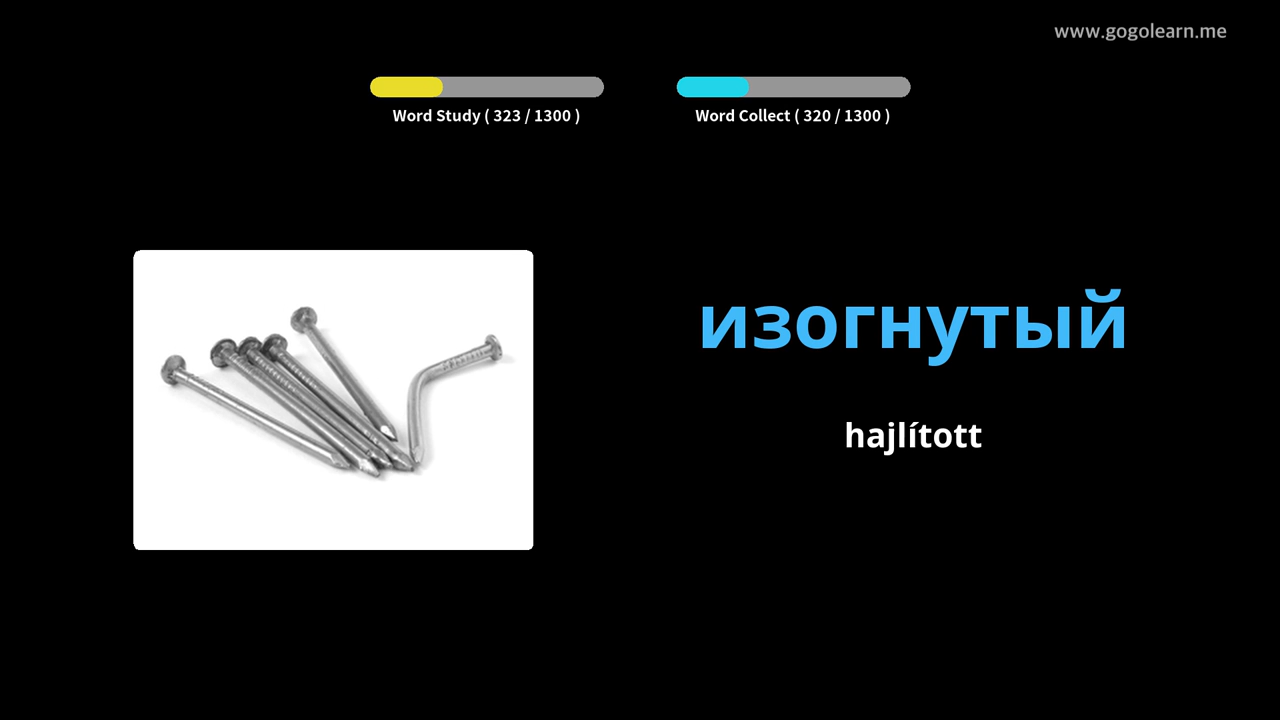 www.gogolearn.me
Word Study ( 323 / 1300 )
Word Collect ( 320 / 1300 )
изогнутый
hajlított